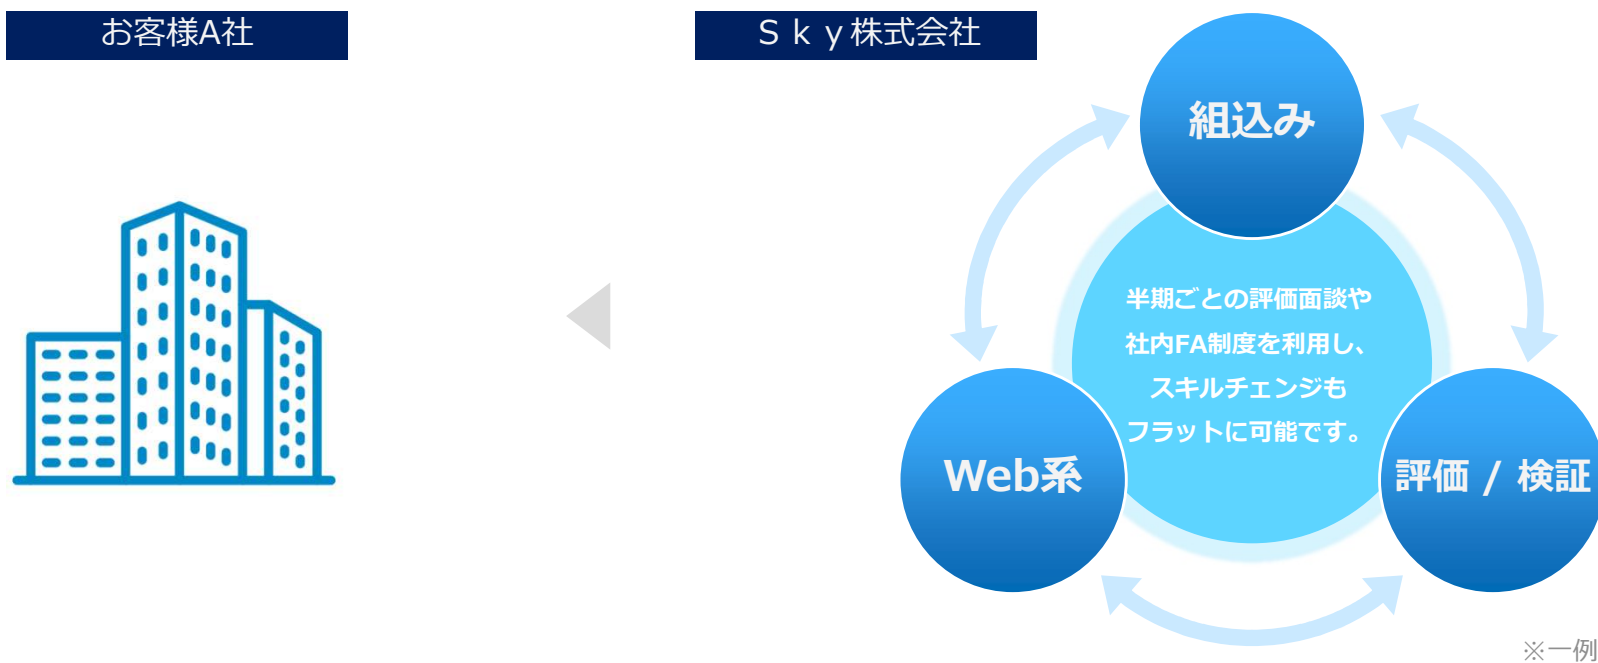 お客様A社
Ｓｋｙ株式会社
組込み
半期ごとの評価面談や
社内FA制度を利用し、
スキルチェンジも
フラットに可能です。
Web系
評価 / 検証
※一例